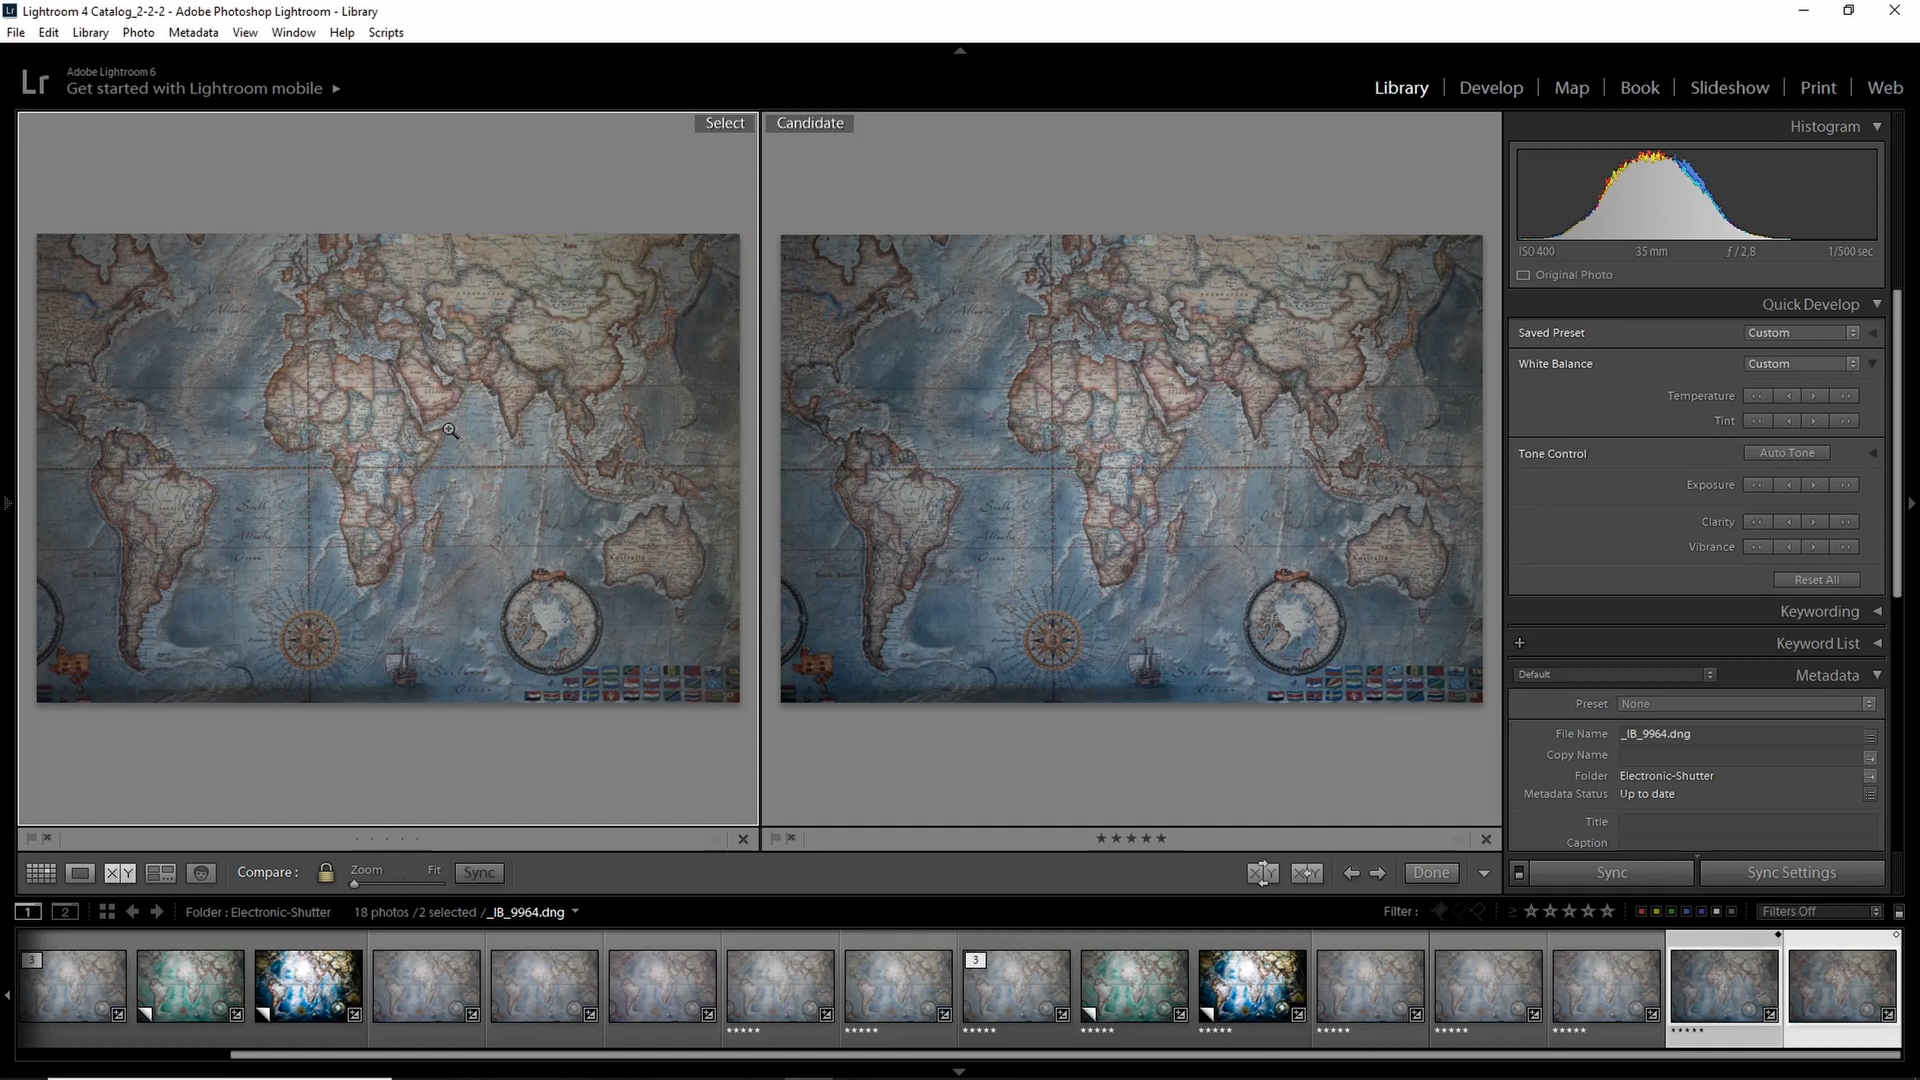 Lightroom 4 Catalog_2-2-2 - Adobe Photoshop Lightroom - Library
File Edit Library Photo Metadata View Window Help Scripts
Lr
Adobe Lightroom 6
Get started with Lightroom mobile
Library Develop Map Book Slideshow Print Web
Select
Candidate
Histogram
ISO 400 35 mm ƒ / 2,8 1/500 sec
Original Photo
Quick Develop
Saved Preset Custom
White Balance Custom
Temperature
Tint
Tone Control Auto Tone
Exposure
Clarity
Vibrance
Reset All
Keywording
Keyword List
Default Metadata
Preset None
File Name _IB_9964.dng
Copy Name
Folder Electronic-Shutter
Metadata Status Up to date
Title
Caption
Asia
Australia
Asia
Australia
X Y Compare : Zoom Fit Sync
Done
Sync Sync Settings
1 2 Folder : Electronic-Shutter 18 photos /2 selected /_IB_9964.dng
Filter : Filters Off
3
3